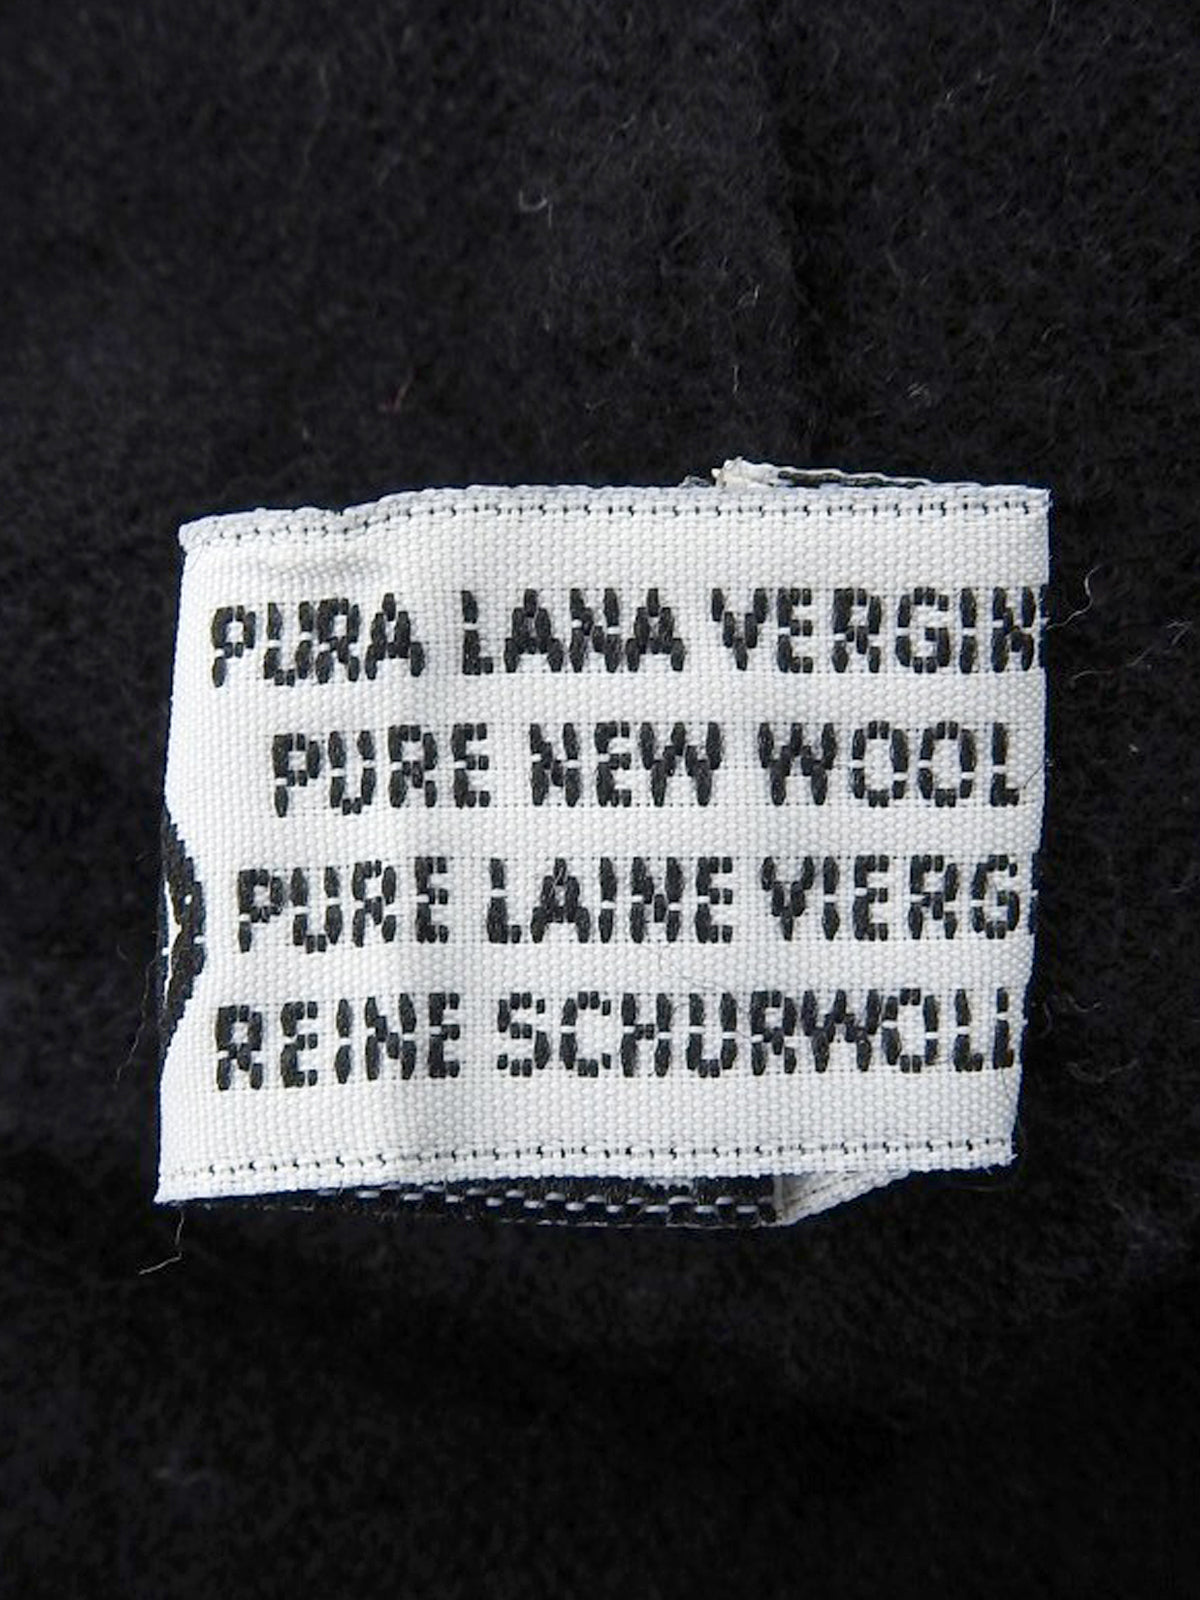 PURA LANA VERGIN
PURE NEW WOOL
PURE LAINE VIERG
REINE SCHURWOLL